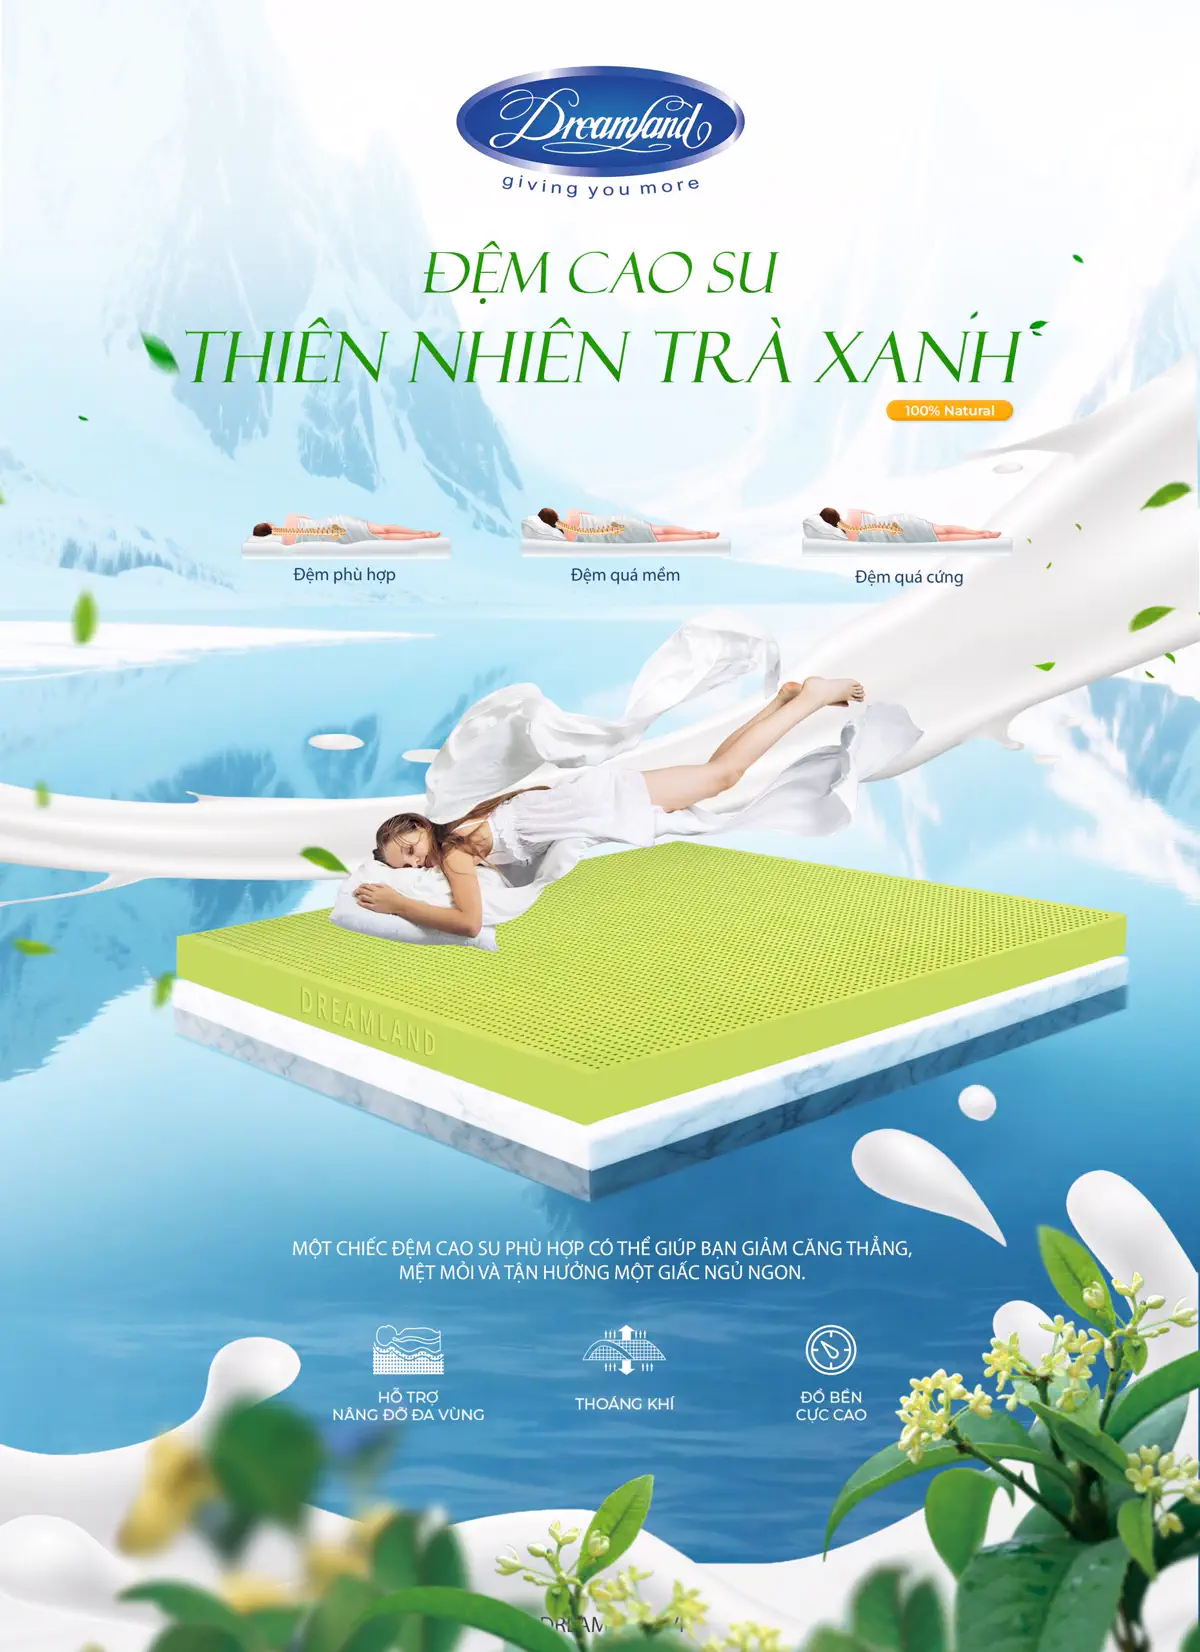 Dreamland
giving you more
ĐỆM CAO SU
THIÊN NHIÊN TRÀ XANH
100% Natural
Đệm phù hợp
Đệm quá mềm
Đệm quá cứng
DREAMLAND
MỘT CHIẾC ĐỆM CAO SU PHÙ HỢP CÓ THỂ GIÚP BẠN GIẢM CĂNG THẲNG,
MỆT MỎI VÀ TẬN HƯỞNG MỘT GIẤC NGỦ NGON.
HỖ TRỢ
NÂNG ĐỠ ĐA VÙNG
THOÁNG KHÍ
ĐỒ BỀN
CỰC CAO